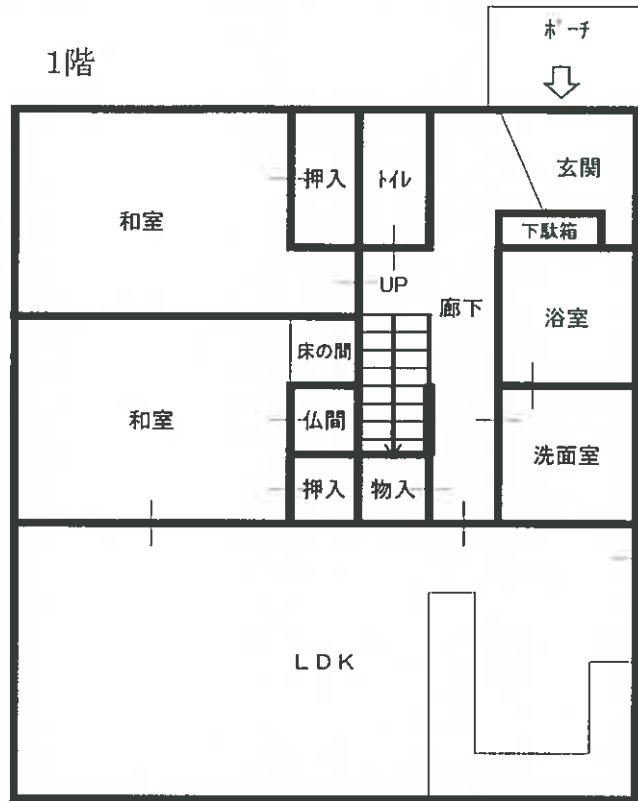 ポーチ
1階
押入
トイレ
玄関
和室
下駄箱
UP
廊下
浴室
床の間
和室
仏間
洗面室
押入
物入
LDK